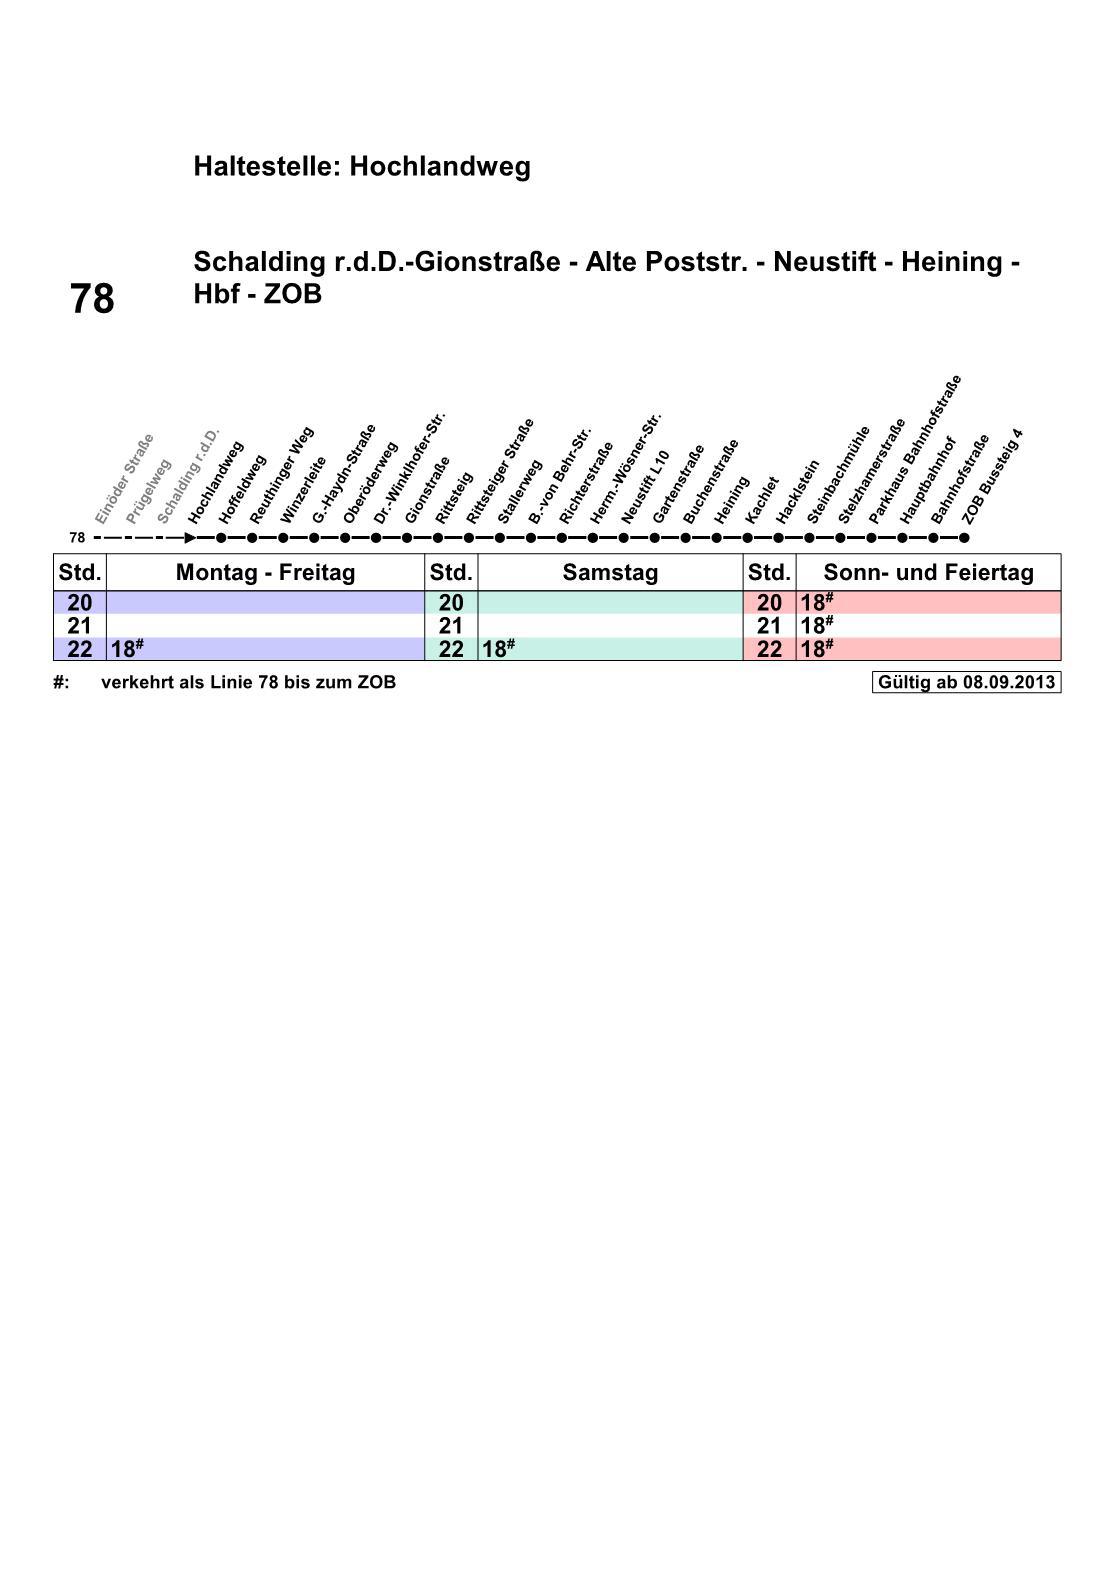 Haltestelle: Hochlandweg
Schalding r.d.D.-Gionstraße - Alte Poststr. - Neustift - Heining -
78
Hbf - ZOB
Einöder Straße
Prügelweg
Schalding r.d.D.
Hochlandweg
Hoffeldweg
Reuthinger Weg
Winzerleite
G.-Haydn-Straße
Oberöderweg
Dr.-Winklhofer-Str.
Gionstraße
Rittsteig
Rittsteiger Straße
Stallerweg
B.-von Behr-Str.
Richterstraße
Herm.-Wösner-Str.
Neustift L10
Gartenstraße
Buchenstraße
Heining
Kachlet
Hacklstein
Steinbachmühle
Stelzhamerstraße
Parkhaus Bahnhofstraße
Hauptbahnhof
Bahnhofstraße
ZOB Bussteig 4
78
Std. Montag - Freitag Std. Samstag Std. Sonn- und Feiertag
20 20 20 18#
21 21 21 18#
22 18# 22 18# 22 18#
#: verkehrt als Linie 78 bis zum ZOB Gültig ab 08.09.2013